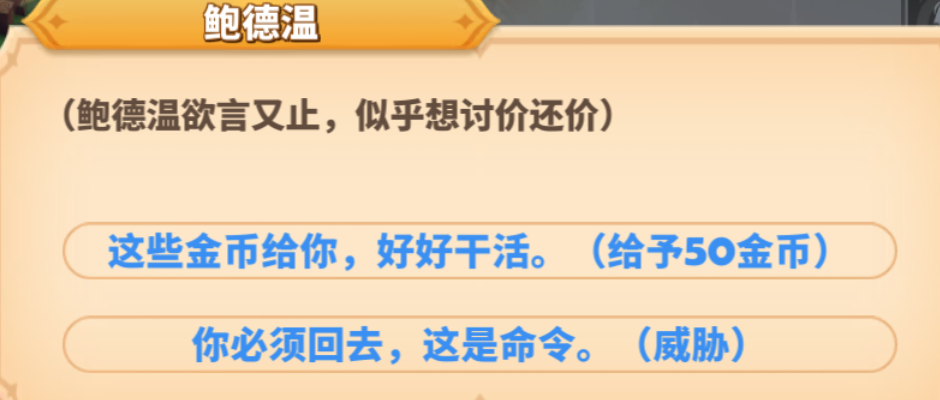 鲍德温
（鲍德温欲言又止，似乎想讨价还价）
这些金币给你，好好干活。（给予50金币）
你必须回去，这是命令。（威胁）